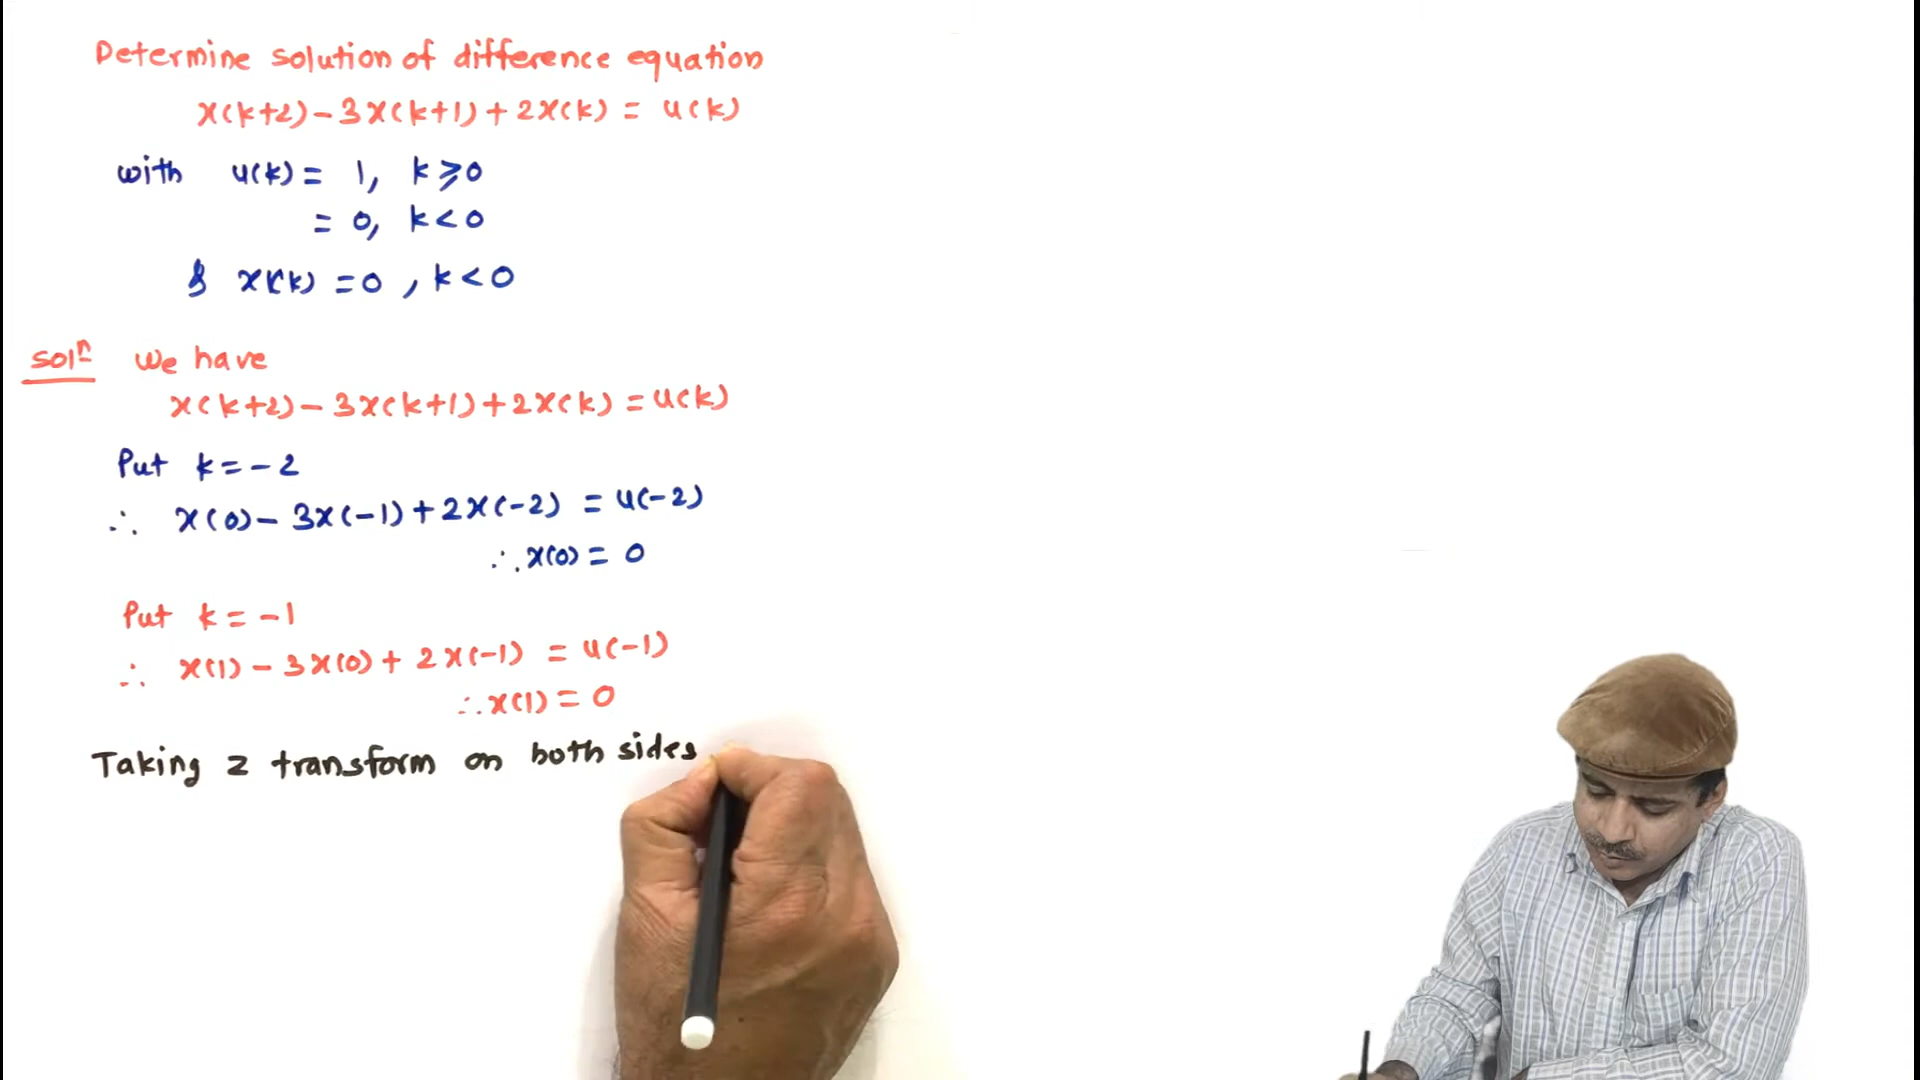 Determine solution of difference equation
x(k+2)-3x(k+1)+2x(k) = u(k)
with u(k) = 1, k⩾0
= 0, k<0
& x(k) =0 , k<0
solⁿ We have
x(k+2)-3x(k+1)+2x(k) =u(k)
Put k=-2
∴ x(0)-3x(-1)+2x(-2) = u(-2)
∴x(0)= 0
Put k=-1
∴ x(1)-3x(0)+2x(-1) = u(-1)
∴x(1)= 0
Taking z transform on both sides